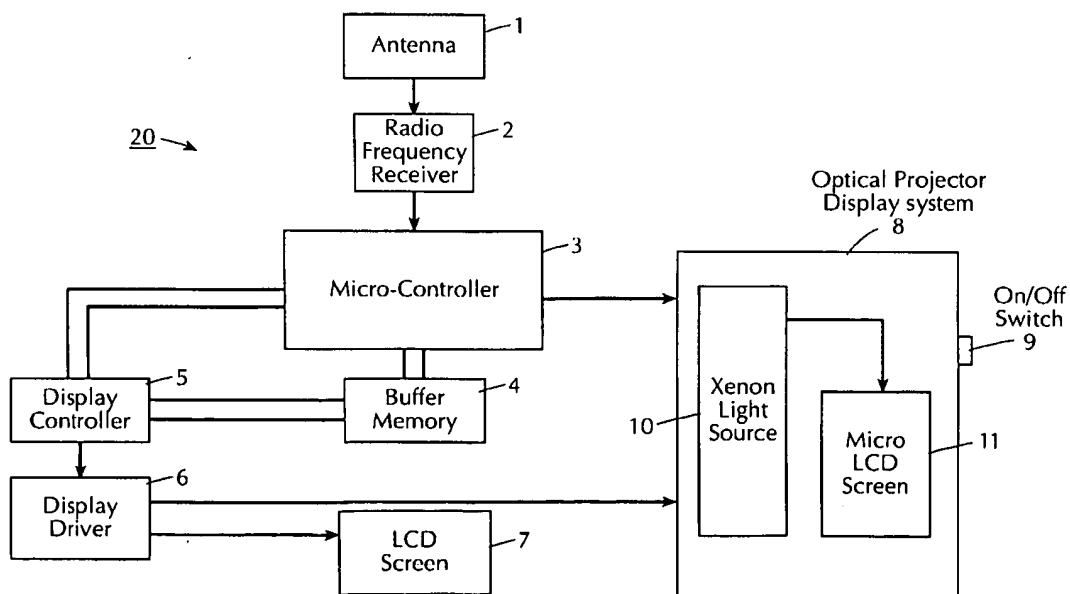 1
Antenna
20
2
Radio
Frequency
Receiver
3
Micro-Controller
Optical Projector
Display system
8
On/Off
Switch
9
5
Display
Controller
4
Buffer
Memory
10
Xenon
Light
Source
11
Micro
LCD
Screen
6
Display
Driver
7
LCD
Screen